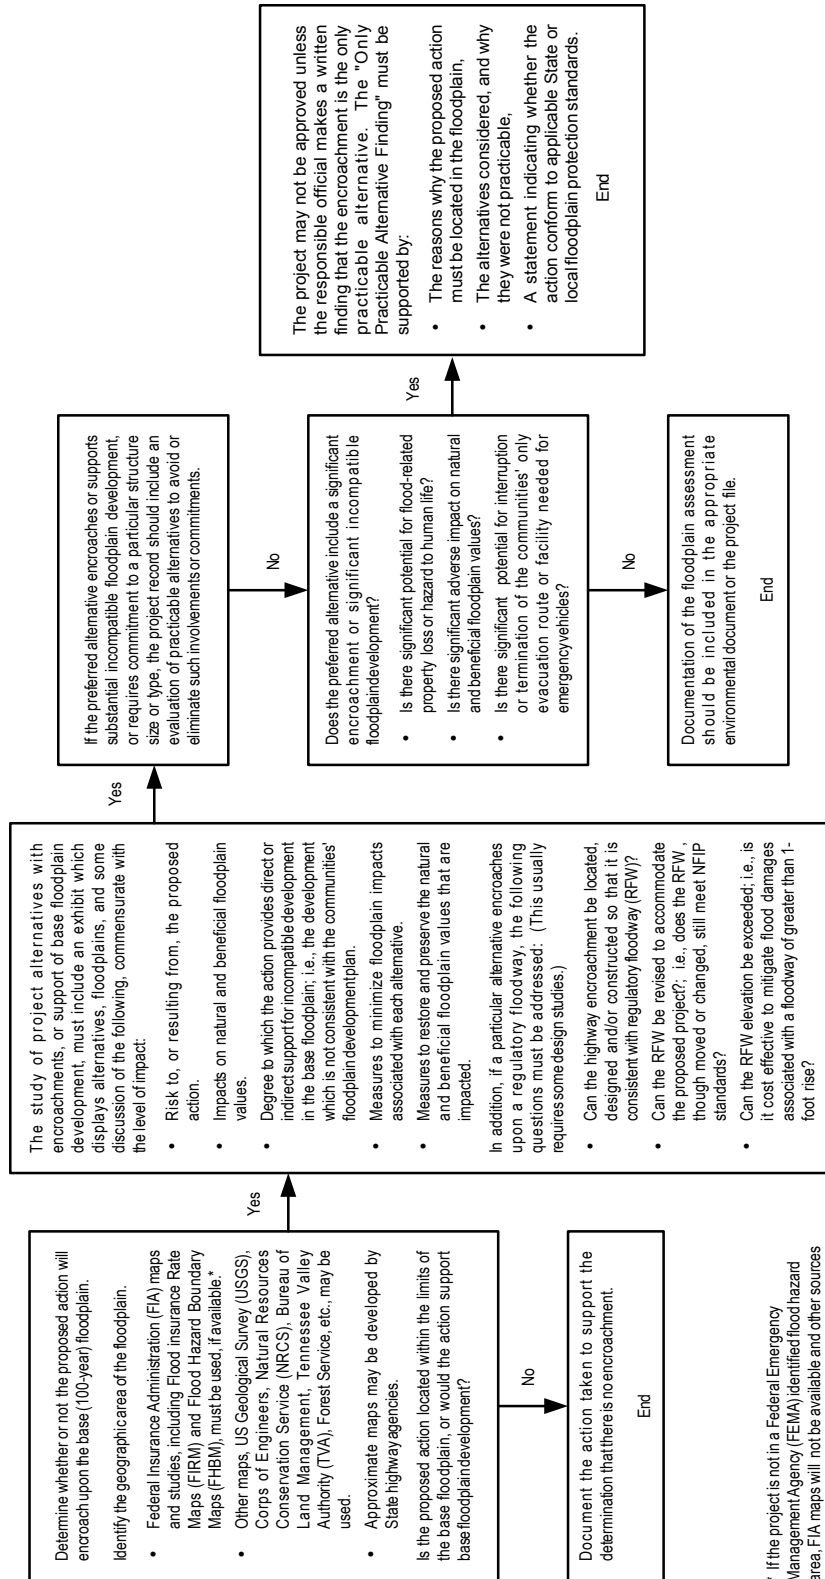 Determine whether or not the proposed action will
encroach upon the base (100-year) floodplain.
Identify the geographic area of the floodplain.
• Federal Insurance Administration (FIA) maps
and studies, including Flood insurance Rate
Maps (FIRM) and Flood Hazard Boundary
Maps (FHBM), must be used, if available.*
• Other maps, US Geological Survey (USGS),
Corps of Engineers, Natural Resources
Conservation Service (NRCS), Bureau of
Land Management, Tennessee Valley
Authority (TVA), Forest Service, etc., may be
used.
• Approximate maps may be developed by
State highway agencies.
Is the proposed action located within the limits of
the base floodplain, or would the action support
base floodplain development?
No
Document the action taken to support the
determination that there is no encroachment.
End
* If the project is not in a Federal Emergency
Management Agency (FEMA) identified flood hazard
area, FIA maps will not be available and other sources
Yes
The study of project alternatives with
encroachments, or support of base floodplain
development, must include an exhibit which
displays alternatives, floodplains, and some
discussion of the following, commensurate with
the level of impact:
• Risk to, or resulting from, the proposed
action.
• Impacts on natural and beneficial floodplain
values.
• Degree to which the action provides direct or
indirect support for incompatible development
in the base floodplain; i.e., the development
which is not consistent with the communities'
floodplain development plan.
• Measures to minimize floodplain impacts
associated with each alternative.
• Measures to restore and preserve the natural
and beneficial floodplain values that are
impacted.
In addition, if a particular alternative encroaches
upon a regulatory floodway, the following
questions must be addressed: (This usually
requires some design studies.)
• Can the highway encroachment be located,
designed and/or constructed so that it is
consistent with regulatory floodway (RFW)?
• Can the RFW be revised to accommodate
the proposed project?; i.e., does the RFW,
though moved or changed, still meet NFIP
standards?
• Can the RFW elevation be exceeded; i.e., is
it cost effective to mitigate flood damages
associated with a floodway of greater than 1-
foot rise?
Yes
If the preferred alternative encroaches or supports
substantial incompatible floodplain development,
or requires commitment to a particular structure
size or type, the project record should include an
evaluation of practicable alternatives to avoid or
eliminate such involvements or commitments.
No
Does the preferred alternative include a significant
encroachment or significant incompatible
floodplain development?
• Is there significant potential for flood-related
property loss or hazard to human life?
• Is there significant adverse impact on natural
and beneficial floodplain values?
• Is there significant potential for interruption
or termination of the communities' only
evacuation route or facility needed for
emergency vehicles?
No
Documentation of the floodplain assessment
should be included in the appropriate
environmental document or the project file.
End
Yes
The project may not be approved unless
the responsible official makes a written
finding that the encroachment is the only
practicable alternative. The "Only
Practicable Alternative Finding" must be
supported by:
• The reasons why the proposed action
must be located in the floodplain,
• The alternatives considered, and why
they were not practicable,
• A statement indicating whether the
action conform to applicable State or
local floodplain protection standards.
End